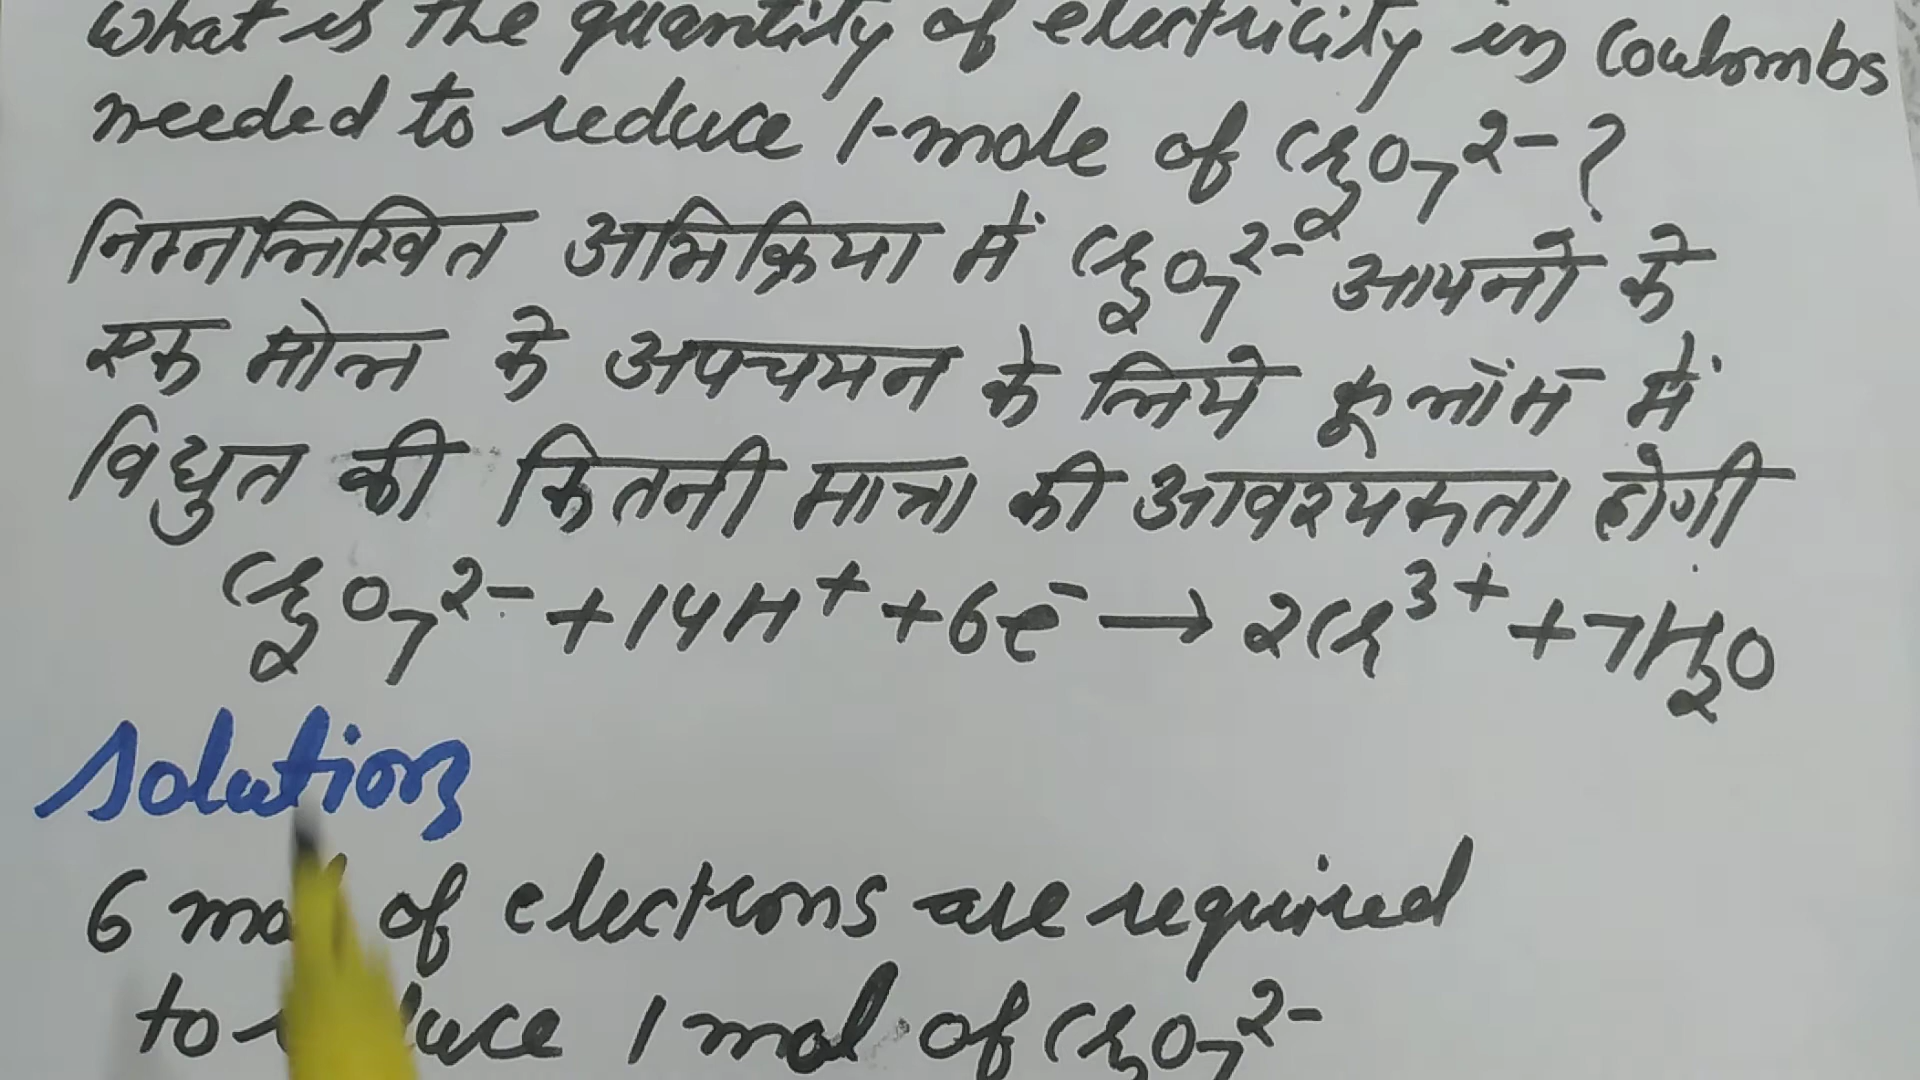 What is the quantity of electricity in Coulombs
needed to reduce 1-mole of Cr₂O₇²⁻?
निम्नलिखित अभिक्रिया में Cr₂O₇²⁻ आयनों के
एक मोल के अपचयन के लिये कूलॉम में
विद्युत की कितनी मात्रा की आवश्यकता होगी
Cr₂O₇²⁻ + 14H⁺ + 6e⁻ → 2Cr³⁺ + 7H₂O
Solution
6 mol of electrons are required
to reduce 1 mol of Cr₂O₇²⁻